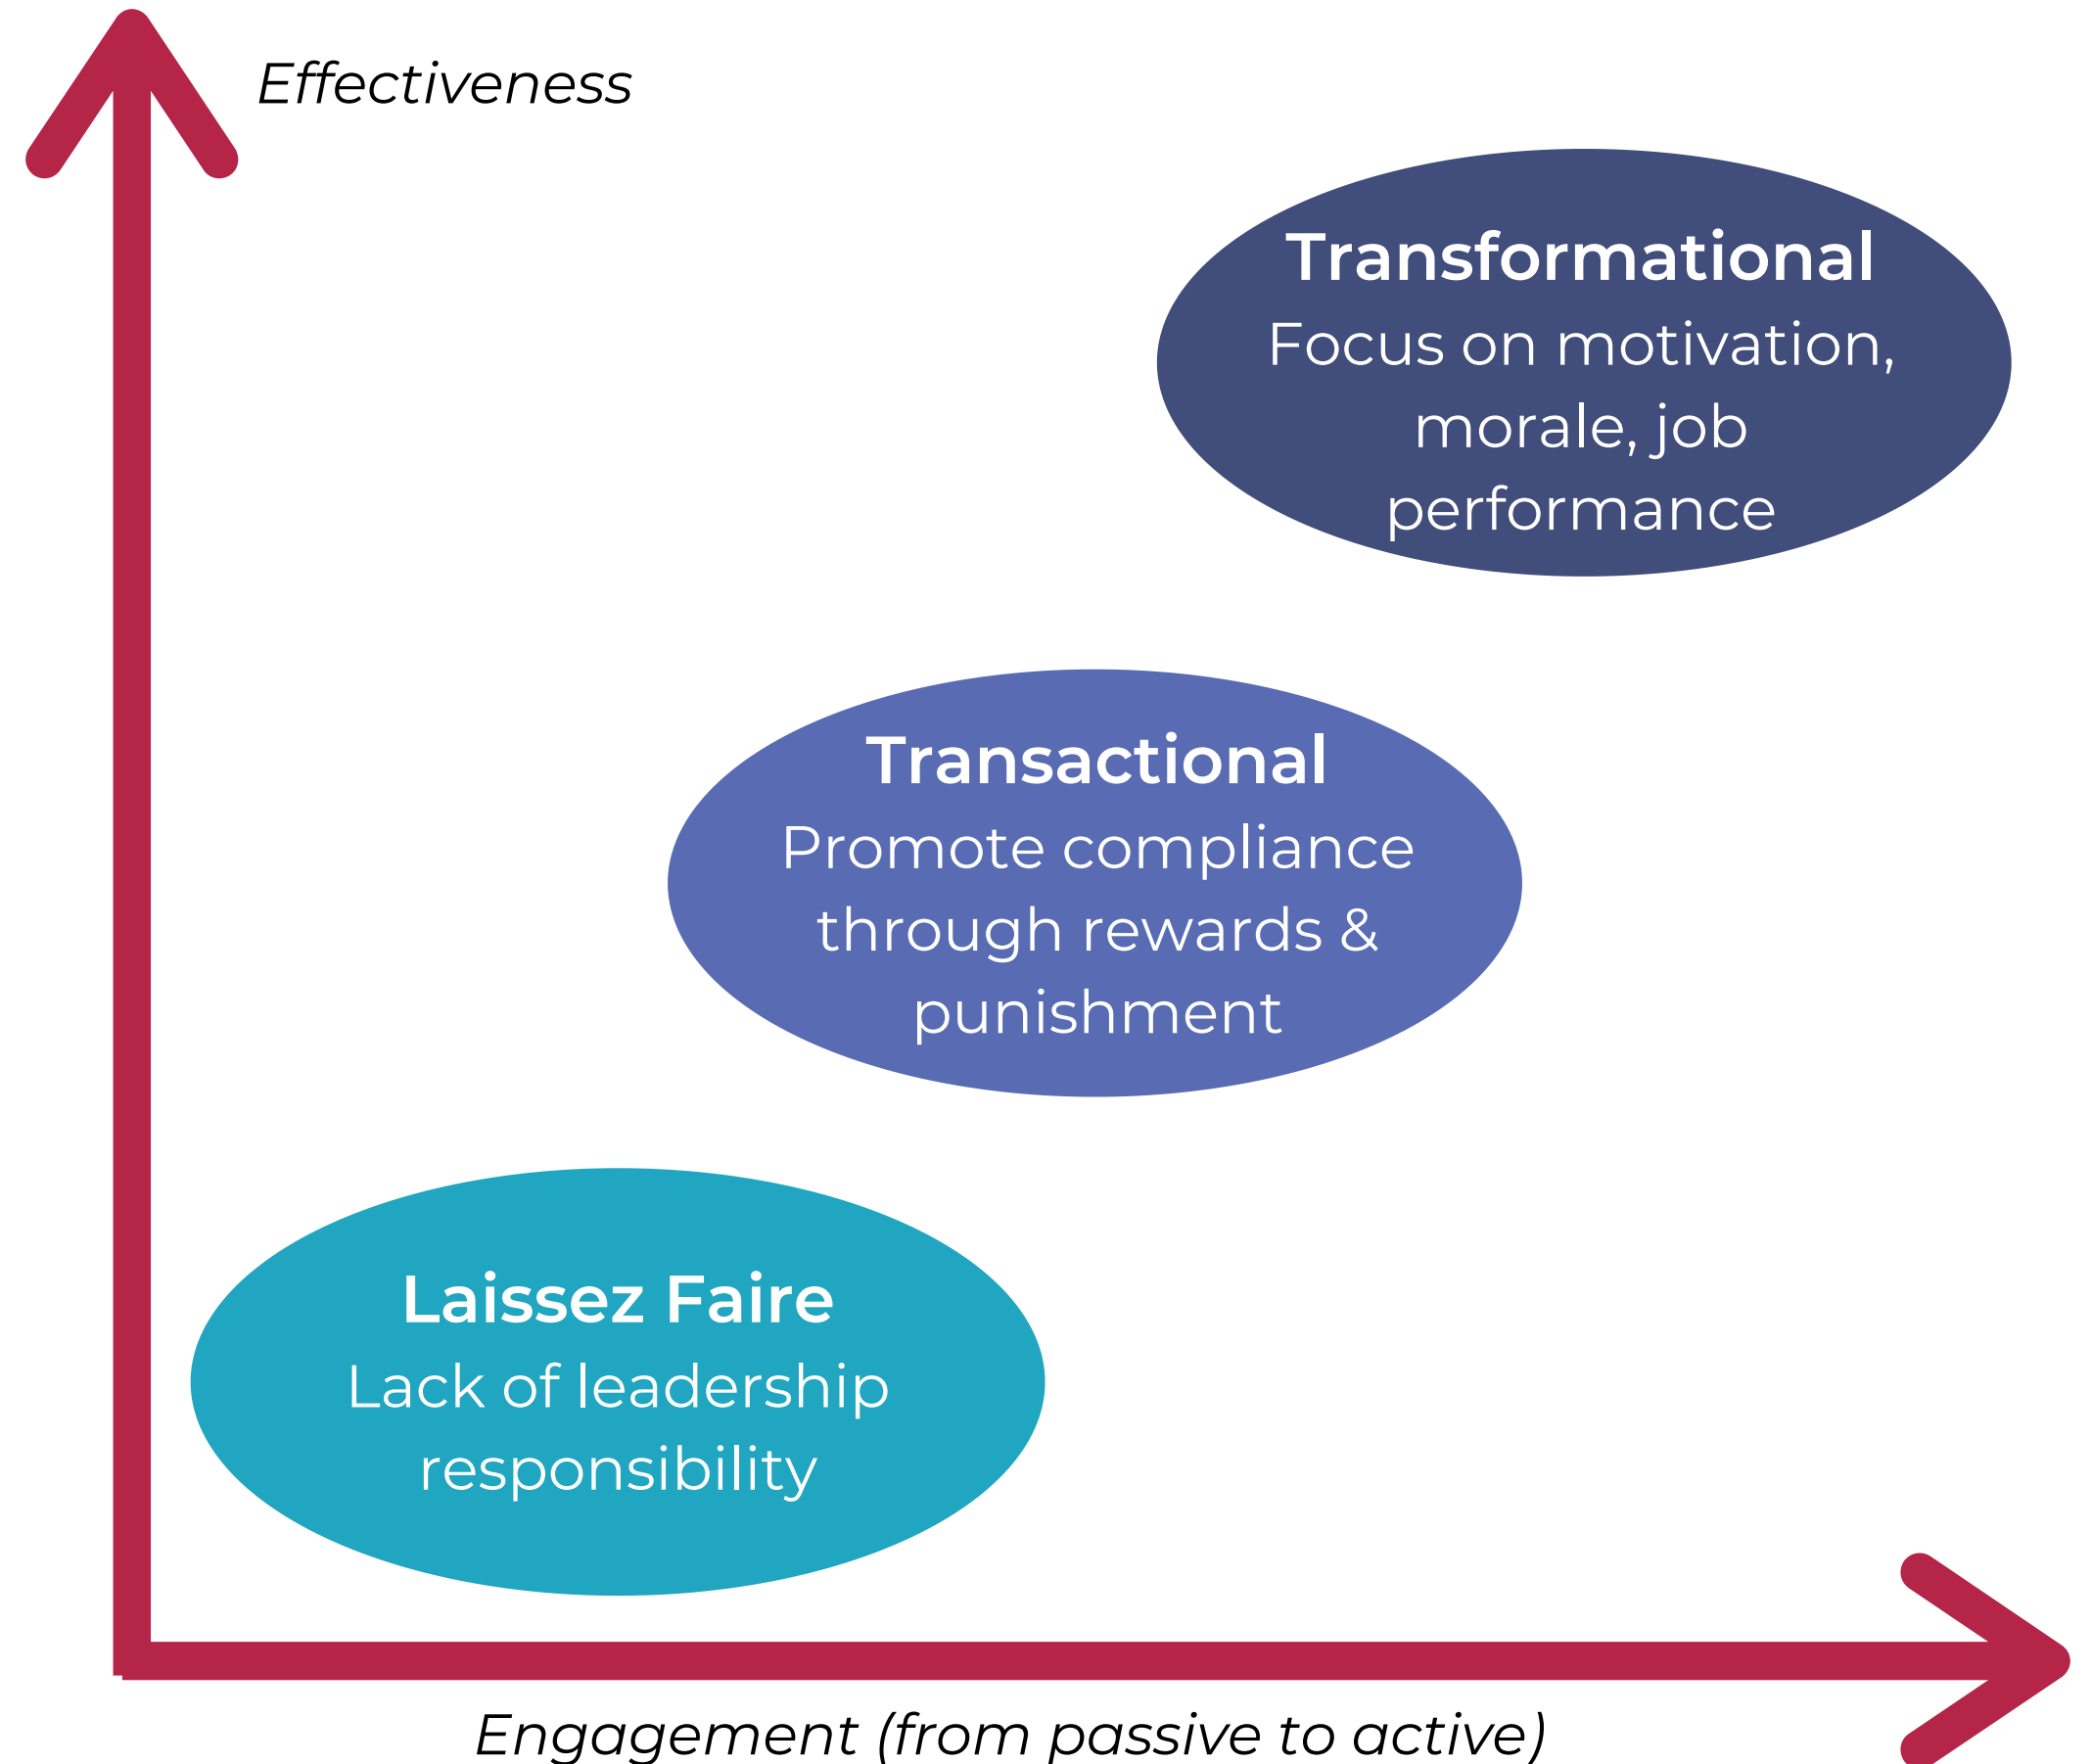 Effectiveness
Transformational
Focus on motivation,
morale, job
performance
Transactional
Promote compliance
through rewards &
punishment
Laissez Faire
Lack of leadership
responsibility
Engagement (from passive to active)